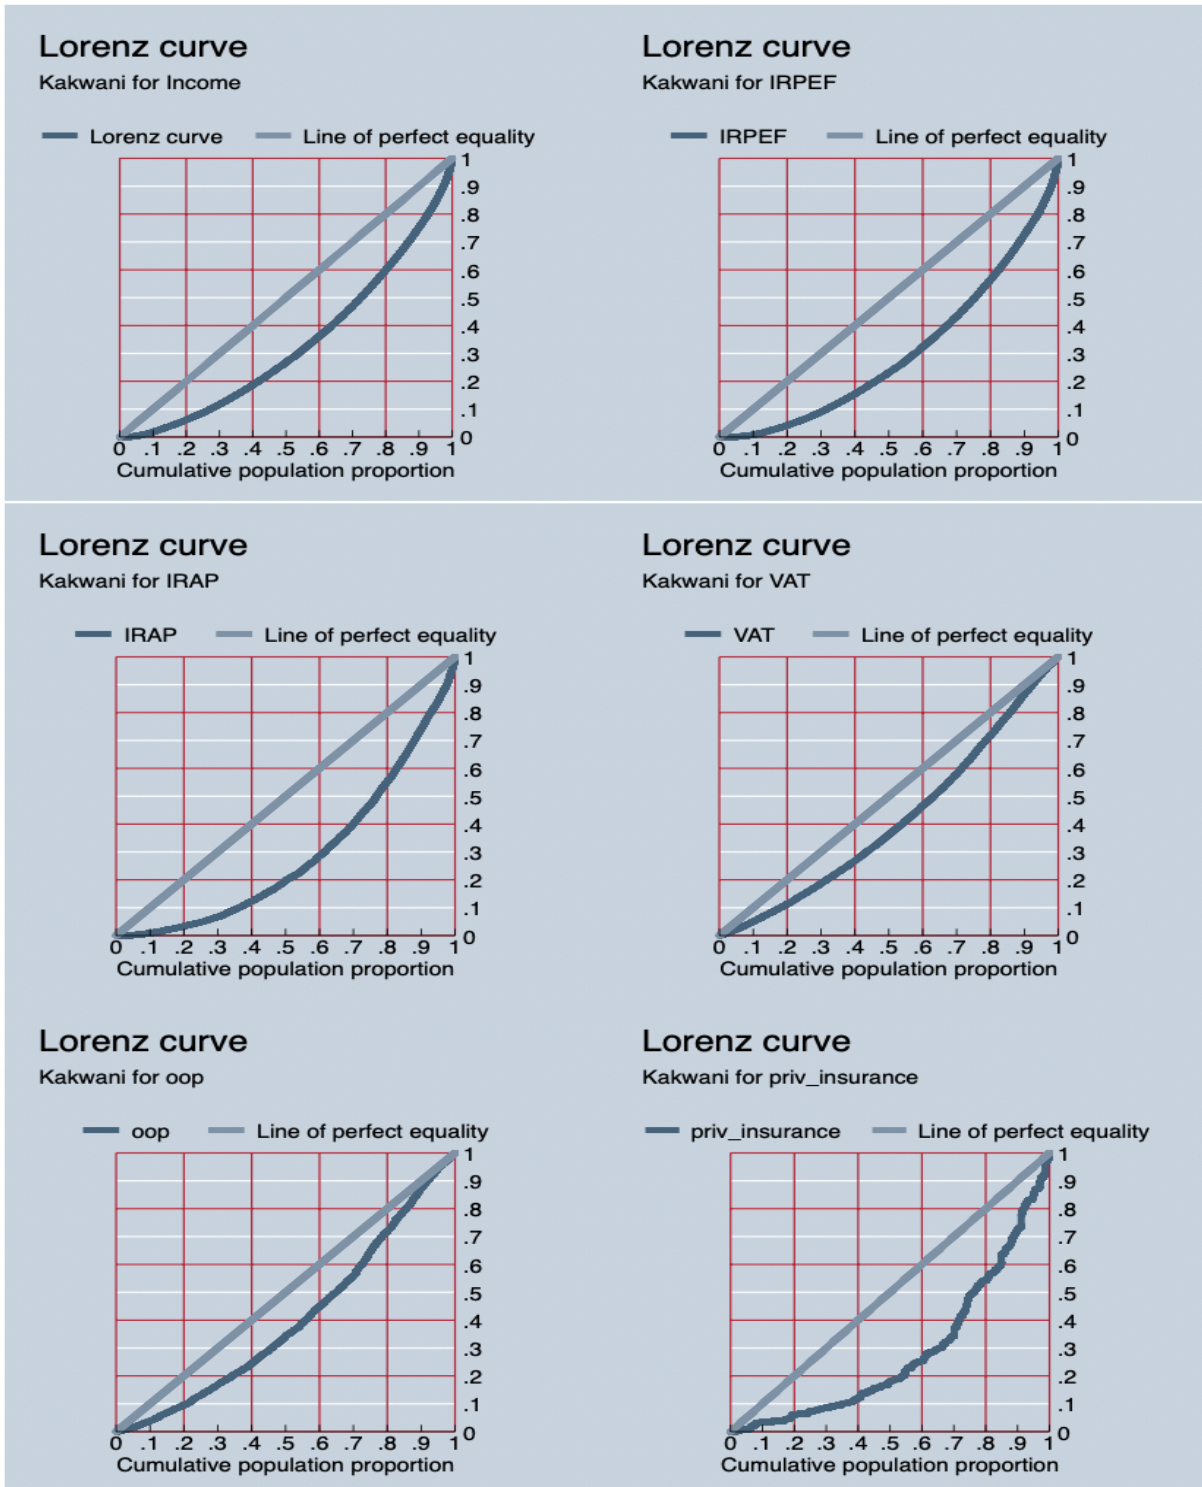 Lorenz curve
Kakwani for Income
Lorenz curve Line of perfect equality
1
.9
.8
.7
.6
.5
.4
.3
.2
.1
0
0 .1 .2 .3 .4 .5 .6 .7 .8 .9 1
Cumulative population proportion
Lorenz curve
Kakwani for IRPEF
IRPEF Line of perfect equality
1
.9
.8
.7
.6
.5
.4
.3
.2
.1
0
0 .1 .2 .3 .4 .5 .6 .7 .8 .9 1
Cumulative population proportion
Lorenz curve
Kakwani for IRAP
IRAP Line of perfect equality
1
.9
.8
.7
.6
.5
.4
.3
.2
.1
0
0 .1 .2 .3 .4 .5 .6 .7 .8 .9 1
Cumulative population proportion
Lorenz curve
Kakwani for VAT
VAT Line of perfect equality
1
.9
.8
.7
.6
.5
.4
.3
.2
.1
0
0 .1 .2 .3 .4 .5 .6 .7 .8 .9 1
Cumulative population proportion
Lorenz curve
Kakwani for oop
oop Line of perfect equality
1
.9
.8
.7
.6
.5
.4
.3
.2
.1
0
0 .1 .2 .3 .4 .5 .6 .7 .8 .9 1
Cumulative population proportion
Lorenz curve
Kakwani for priv_insurance
priv_insurance Line of perfect equality
1
.9
.8
.7
.6
.5
.4
.3
.2
.1
0
0 .1 .2 .3 .4 .5 .6 .7 .8 .9 1
Cumulative population proportion